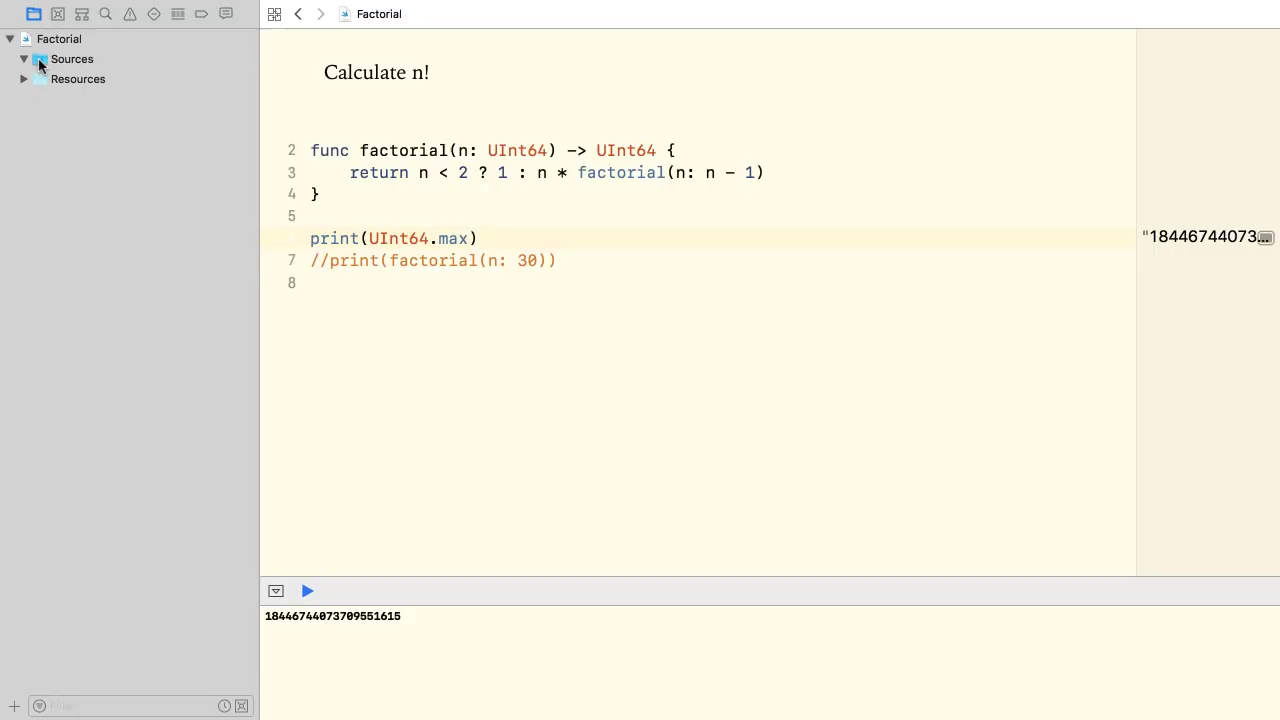 Factorial
Sources
Resources
Factorial
Calculate n!
2 func factorial(n: UInt64) -> UInt64 {
3 return n < 2 ? 1 : n * factorial(n: n - 1)
4 }
5
print(UInt64.max)
"18446744073...
7 //print(factorial(n: 30))
8
18446744073709551615
Filter